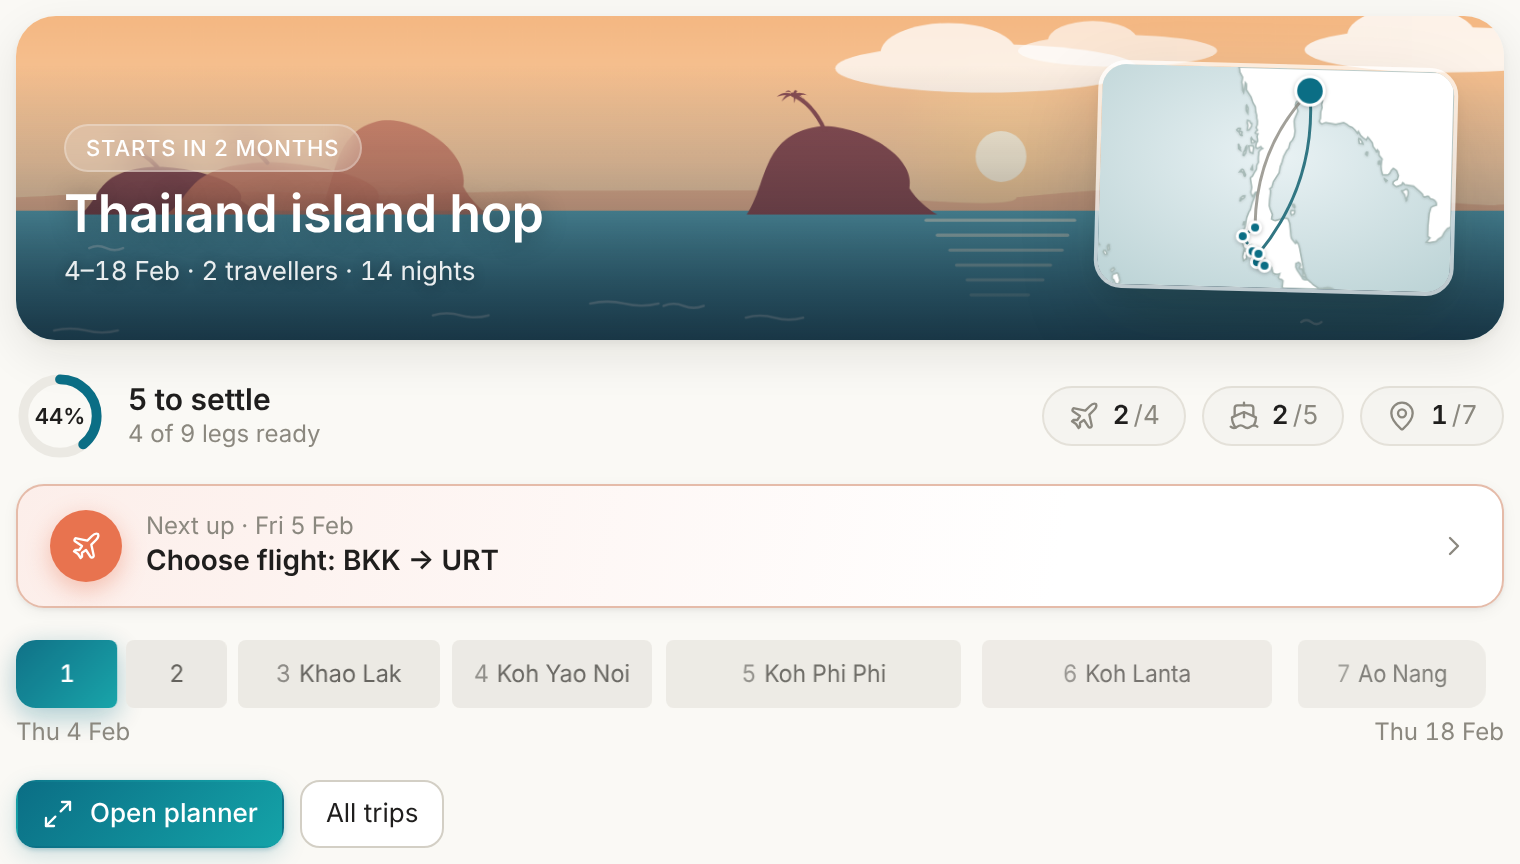 STARTS IN 2 MONTHS
Thailand island hop
4–18 Feb · 2 travellers · 14 nights
44%
5 to settle
4 of 9 legs ready
2/4
2/5
1/7
Next up · Fri 5 Feb
Choose flight: BKK → URT
1
2
3 Khao Lak
4 Koh Yao Noi
5 Koh Phi Phi
6 Koh Lanta
7 Ao Nang
Thu 4 Feb
Thu 18 Feb
Open planner
All trips